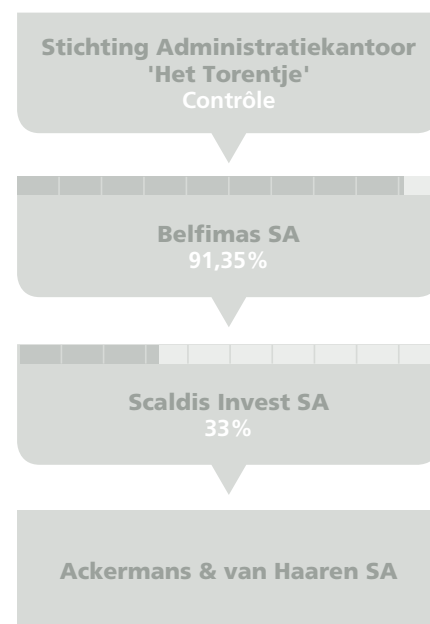 Stichting Administratiekantoor
'Het Torentje'
Contrôle
Belfimas SA
91,35%
Scaldis Invest SA
33%
Ackermans & van Haaren SA